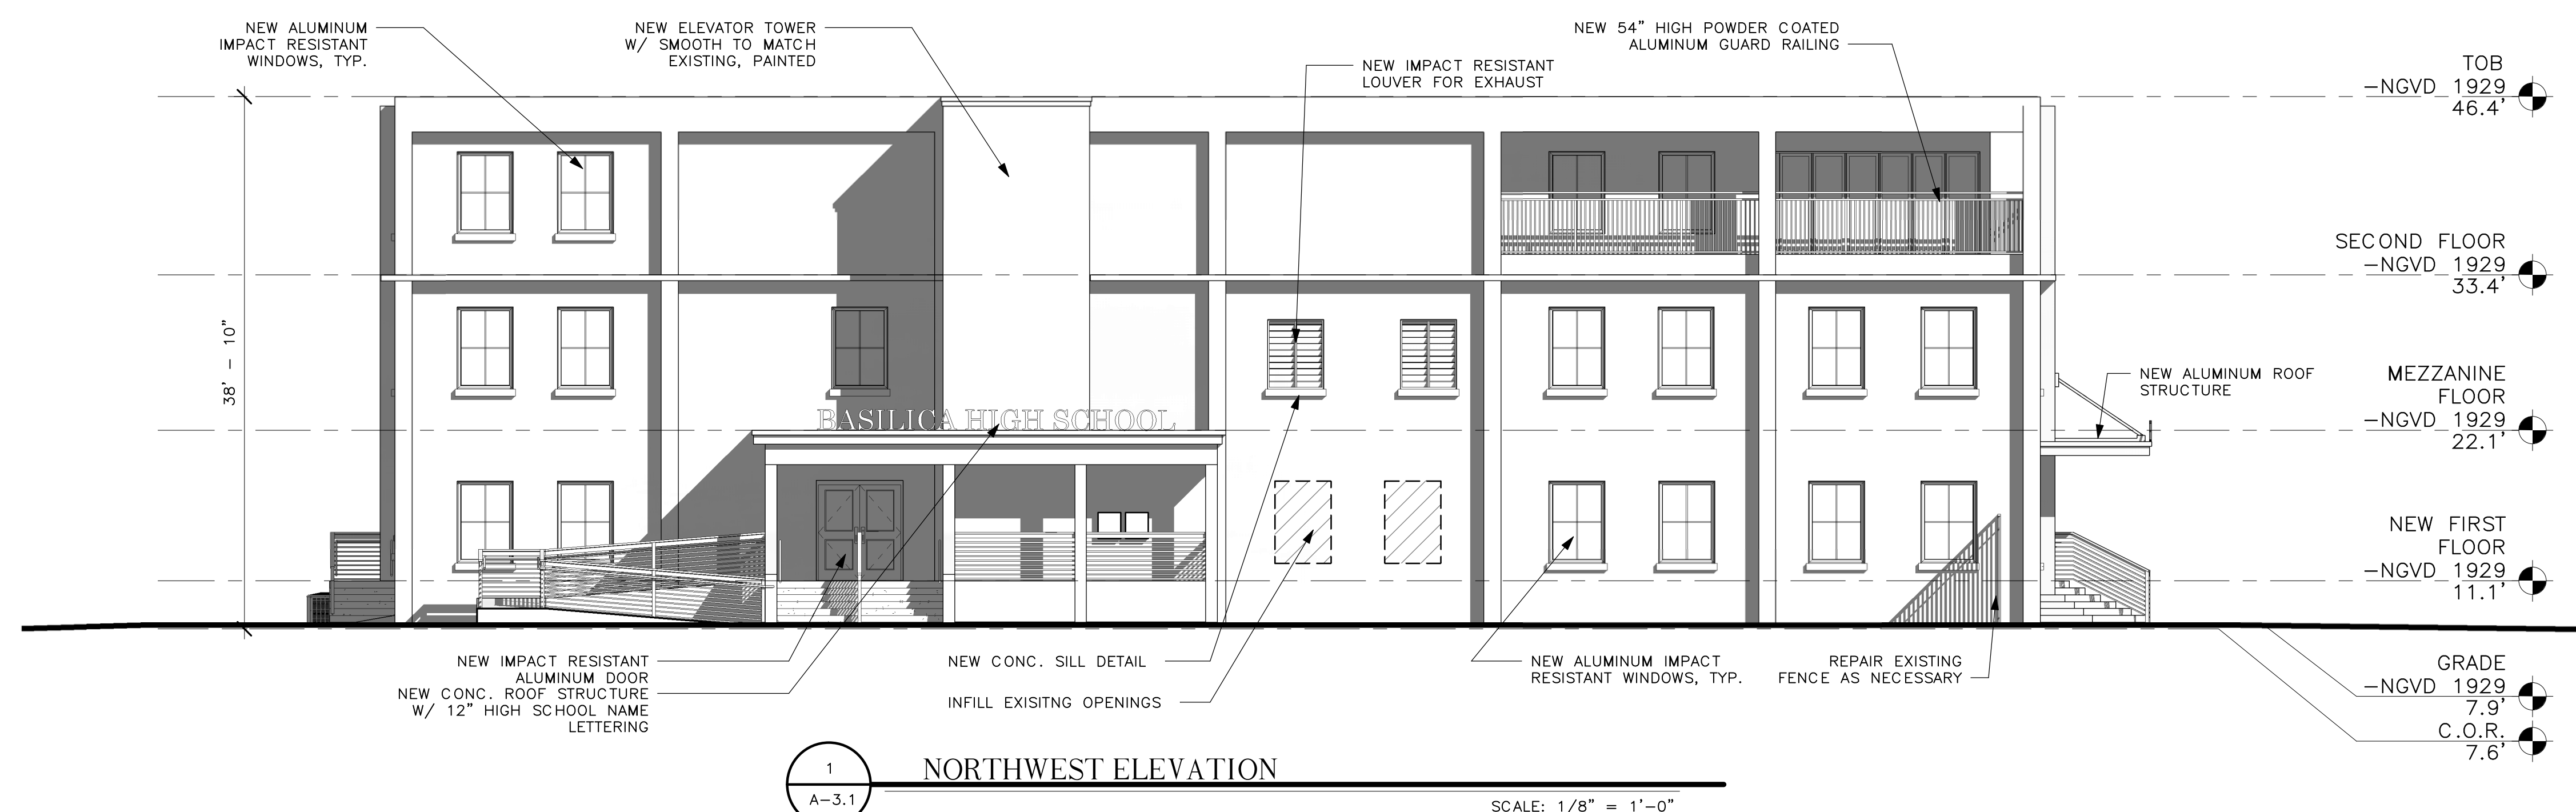 NEW ALUMINUM
IMPACT RESISTANT
WINDOWS, TYP.
NEW ELEVATOR TOWER
W/ SMOOTH TO MATCH
EXISTING, PAINTED
NEW IMPACT RESISTANT
LOUVER FOR EXHAUST
NEW 54" HIGH POWDER COATED
ALUMINUM GUARD RAILING
TOB
-NGVD 1929
46.4'
SECOND FLOOR
-NGVD 1929
33.4'
38' - 10"
NEW ALUMINUM ROOF
STRUCTURE
MEZZANINE
FLOOR
-NGVD 1929
22.1'
BASILICA HIGH SCHOOL
NEW FIRST
FLOOR
-NGVD 1929
11.1'
NEW IMPACT RESISTANT
ALUMINUM DOOR
NEW CONC. ROOF STRUCTURE
W/ 12" HIGH SCHOOL NAME
LETTERING
NEW CONC. SILL DETAIL
INFILL EXISITNG OPENINGS
NEW ALUMINUM IMPACT
RESISTANT WINDOWS, TYP.
REPAIR EXISTING
FENCE AS NECESSARY
GRADE
-NGVD 1929
7.9'
C.O.R.
7.6'
1
A-3.1
NORTHWEST ELEVATION
SCALE: 1/8" = 1'-0"